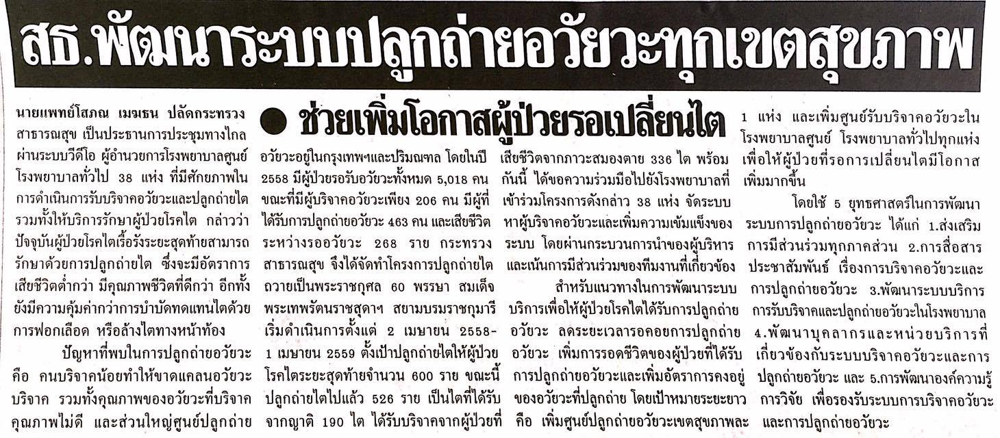 สธ.พัฒนาระบบปลูกถ่ายอวัยวะทุกเขตสุขภาพ
● ช่วยเพิ่มโอกาสผู้ป่วยรอเปลี่ยนไต
นายแพทย์โสภณ เมฆธน ปลัดกระทรวง
สาธารณสุข เป็นประธานการประชุมทางไกล
ผ่านระบบวีดีโอ ผู้อำนวยการโรงพยาบาลศูนย์
โรงพยาบาลทั่วไป 38 แห่ง ที่มีศักยภาพใน
การดำเนินการรับบริจาคอวัยวะและปลูกถ่ายไต
รวมทั้งให้บริการรักษาผู้ป่วยโรคไต กล่าวว่า
ปัจจุบันผู้ป่วยโรคไตเรื้อรังระยะสุดท้ายสามารถ
รักษาด้วยการปลูกถ่ายไต ซึ่งจะมีอัตราการ
เสียชีวิตต่ำกว่า มีคุณภาพชีวิตที่ดีกว่า อีกทั้ง
ยังมีความคุ้มค่ากว่าการบำบัดทดแทนไตด้วย
การฟอกเลือด หรือล้างไตทางหน้าท้อง
ปัญหาที่พบในการปลูกถ่ายอวัยวะ
คือ คนบริจาคน้อยทำให้ขาดแคลนอวัยวะ
บริจาค รวมทั้งคุณภาพของอวัยวะที่บริจาค
คุณภาพไม่ดี และส่วนใหญ่ศูนย์ปลูกถ่าย
อวัยวะอยู่ในกรุงเทพฯและปริมณฑล โดยในปี
2558 มีผู้ป่วยรอรับอวัยวะทั้งหมด 5,018 คน
ขณะที่มีผู้บริจาคอวัยวะเพียง 206 คน มีผู้ที่
ได้รับการปลูกถ่ายอวัยวะ 463 คน และเสียชีวิต
ระหว่างรออวัยวะ 268 ราย กระทรวง
สาธารณสุข จึงได้จัดทำโครงการปลูกถ่ายไต
ถวายเป็นพระราชกุศล 60 พรรษา สมเด็จ
พระเทพรัตนราชสุดาฯ สยามบรมราชกุมารี
เริ่มดำเนินการตั้งแต่ 2 เมษายน 2558-
1 เมษายน 2559 ตั้งเป้าปลูกถ่ายไตให้ผู้ป่วย
โรคไตระยะสุดท้ายจำนวน 600 ราย ขณะนี้
ปลูกถ่ายไตไปแล้ว 526 ราย เป็นไตที่ได้รับ
จากญาติ 190 ไต ได้รับบริจาคจากผู้ป่วยที่
เสียชีวิตจากภาวะสมองตาย 336 ไต พร้อม
กันนี้ ได้ขอความร่วมมือไปยังโรงพยาบาลที่
เข้าร่วมโครงการดังกล่าว 38 แห่ง จัดระบบ
หาผู้บริจาคอวัยวะและเพิ่มความเข้มแข็งของ
ระบบ โดยผ่านกระบวนการนำของผู้บริหาร
และเน้นการมีส่วนร่วมของทีมงานที่เกี่ยวข้อง
สำหรับแนวทางในการพัฒนาระบบ
บริการเพื่อให้ผู้ป่วยโรคไตได้รับการปลูกถ่าย
อวัยวะ ลดระยะเวลารอคอยการปลูกถ่าย
อวัยวะ เพิ่มการรอดชีวิตของผู้ป่วยที่ได้รับ
การปลูกถ่ายอวัยวะและเพิ่มอัตราการคงอยู่
ของอวัยวะที่ปลูกถ่าย โดยเป้าหมายระยะยาว
คือ เพิ่มศูนย์ปลูกถ่ายอวัยวะเขตสุขภาพละ
1 แห่ง และเพิ่มศูนย์รับบริจาคอวัยวะใน
โรงพยาบาลศูนย์ โรงพยาบาลทั่วไปทุกแห่ง
เพื่อให้ผู้ป่วยที่รอการเปลี่ยนไตมีโอกาส
เพิ่มมากขึ้น
โดยใช้ 5 ยุทธศาสตร์ในการพัฒนา
ระบบการปลูกถ่ายอวัยวะ ได้แก่ 1.ส่งเสริม
การมีส่วนร่วมทุกภาคส่วน 2.การสื่อสาร
ประชาสัมพันธ์ เรื่องการบริจาคอวัยวะและ
การปลูกถ่ายอวัยวะ 3.พัฒนาระบบบริการ
การรับบริจาคและปลูกถ่ายอวัยวะในโรงพยาบาล
4.พัฒนาบุคลากรและหน่วยบริการที่
เกี่ยวข้องกับระบบบริจาคอวัยวะและการ
ปลูกถ่ายอวัยวะ และ 5.การพัฒนาองค์ความรู้
การวิจัย เพื่อรองรับระบบการบริจาคอวัยวะ
และการปลูกถ่ายอวัยวะ